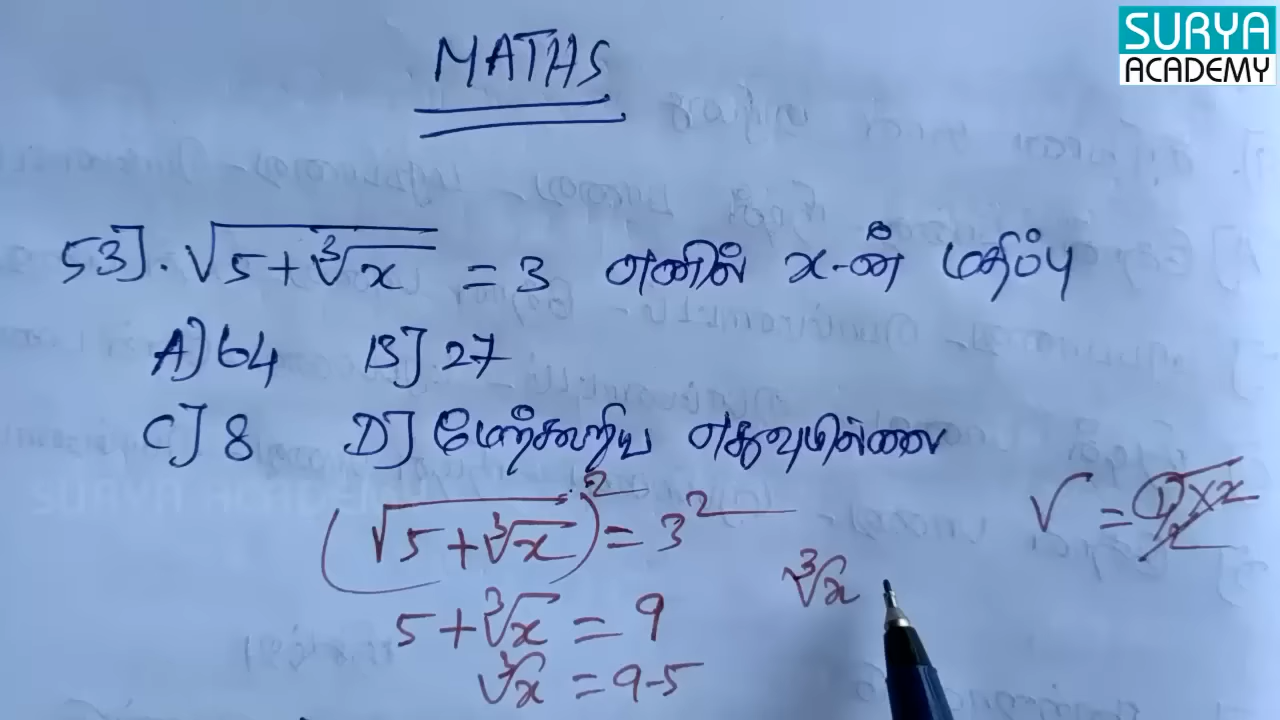 SURYA
ACADEMY
MATHS
53]. √(5+∛x) = 3 எனில் x-ன் மதிப்பு
A] 64 B] 27
C] 8 D] மேற்கூறிய எதுவுமில்லை
(√(5+∛x))² = 3²
√ =
5+∛x = 9
∛x
∛x = 9-5